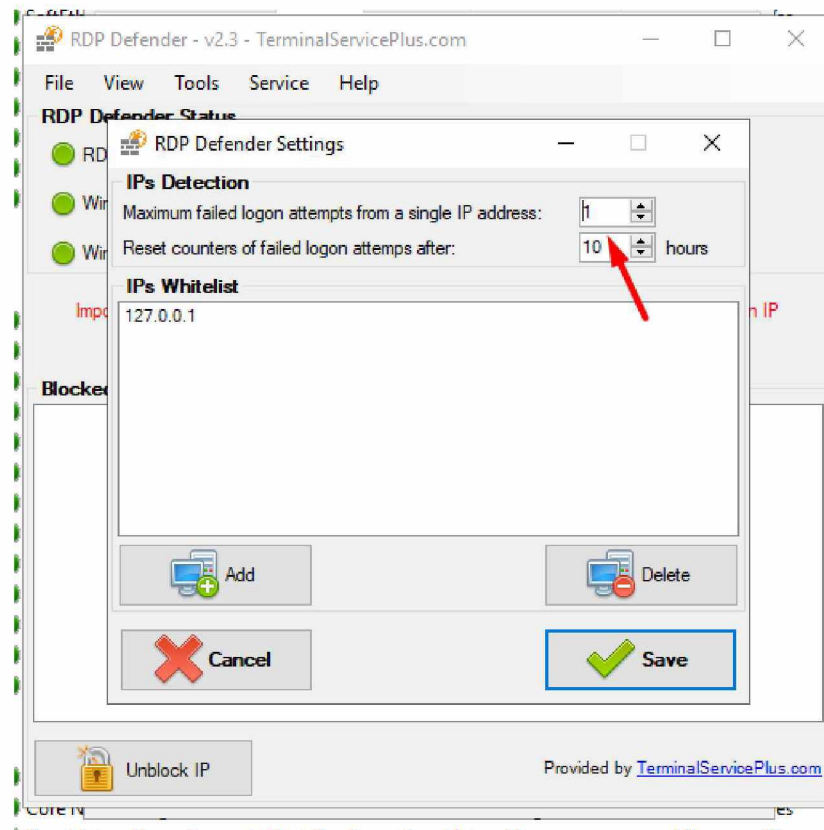 RDP Defender - v2.3 - TerminalServicePlus.com
File View Tools Service Help
RDP Defender Status
RDP Defender Settings
IPs Detection
Maximum failed logon attempts from a single IP address: 1
Reset counters of failed logon attemps after: 10 hours
IPs Whitelist
127.0.0.1
IP
Add Delete
Cancel Save
Unblock IP
Provided by TerminalServicePlus.com